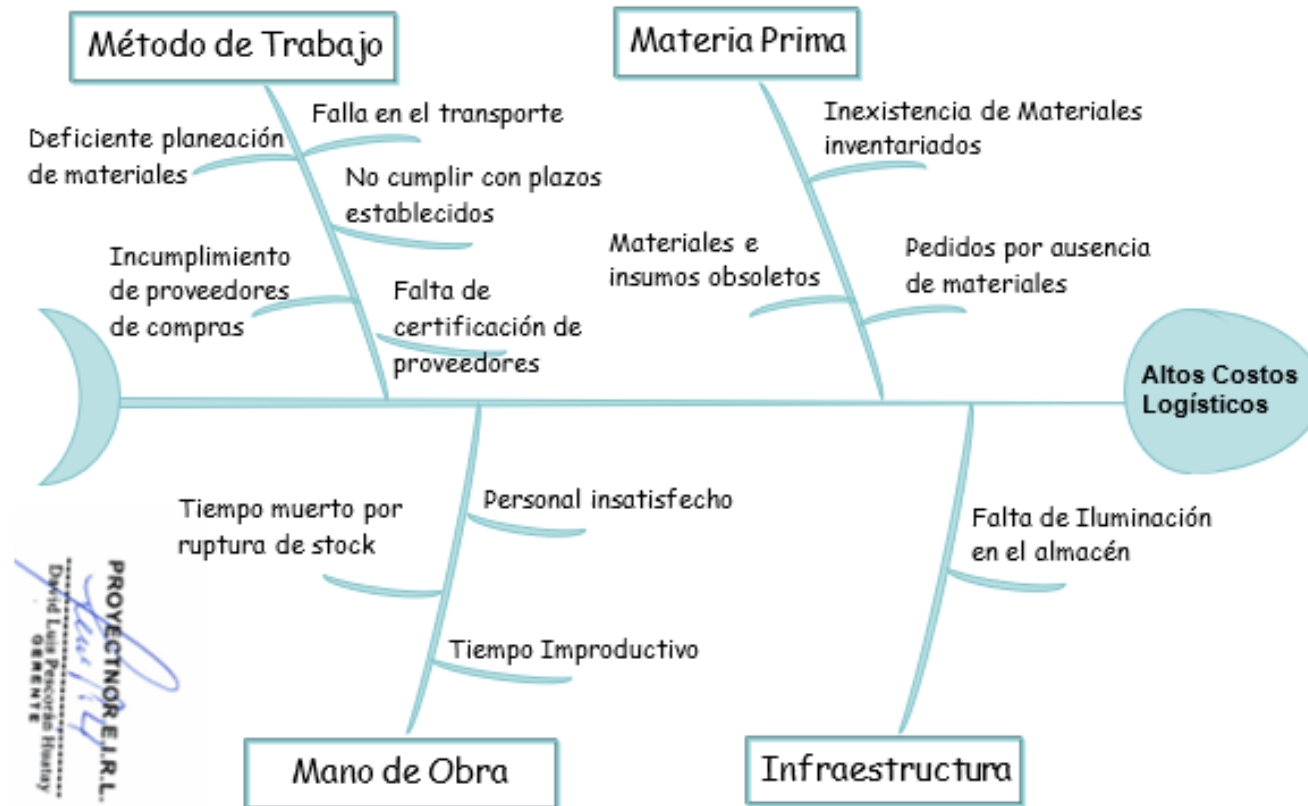 Método de Trabajo
Materia Prima
Falla en el transporte
Deficiente planeación
de materiales
No cumplir con plazos
establecidos
Incumplimiento
de proveedores
de compras
Falta de
certificación de
proveedores
Inexistencia de Materiales
inventariados
Materiales e
insumos obsoletos
Pedidos por ausencia
de materiales
Altos Costos
Logísticos
Tiempo muerto por
ruptura de stock
Personal insatisfecho
Tiempo Improductivo
Falta de Iluminación
en el almacén
Mano de Obra
Infraestructura
PROYECTNOR E.I.R.L.
David Luis Pescorán Huatay
GERENTE